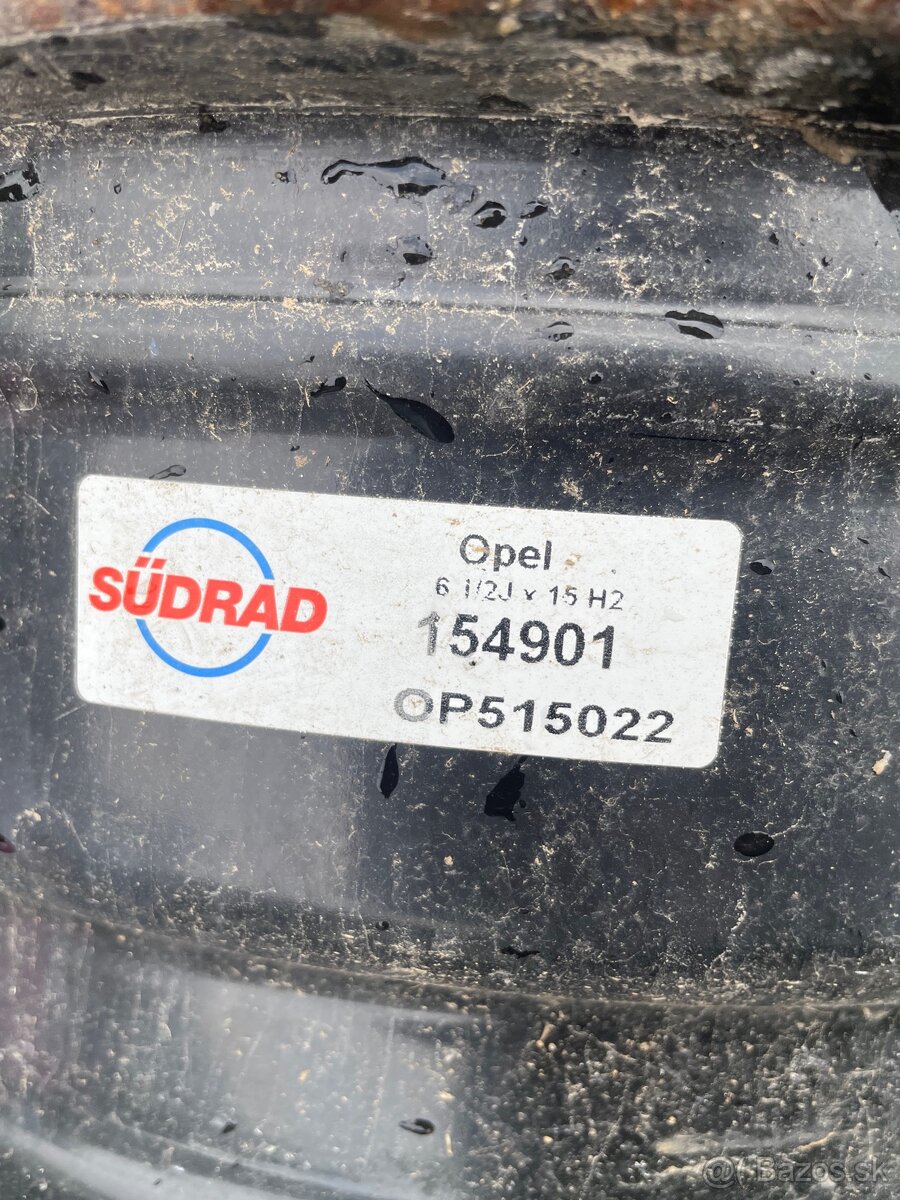 SÜDRAD
Opel
6 1/2J x 15 H2
154901
OP515022
@ Bazos.sk